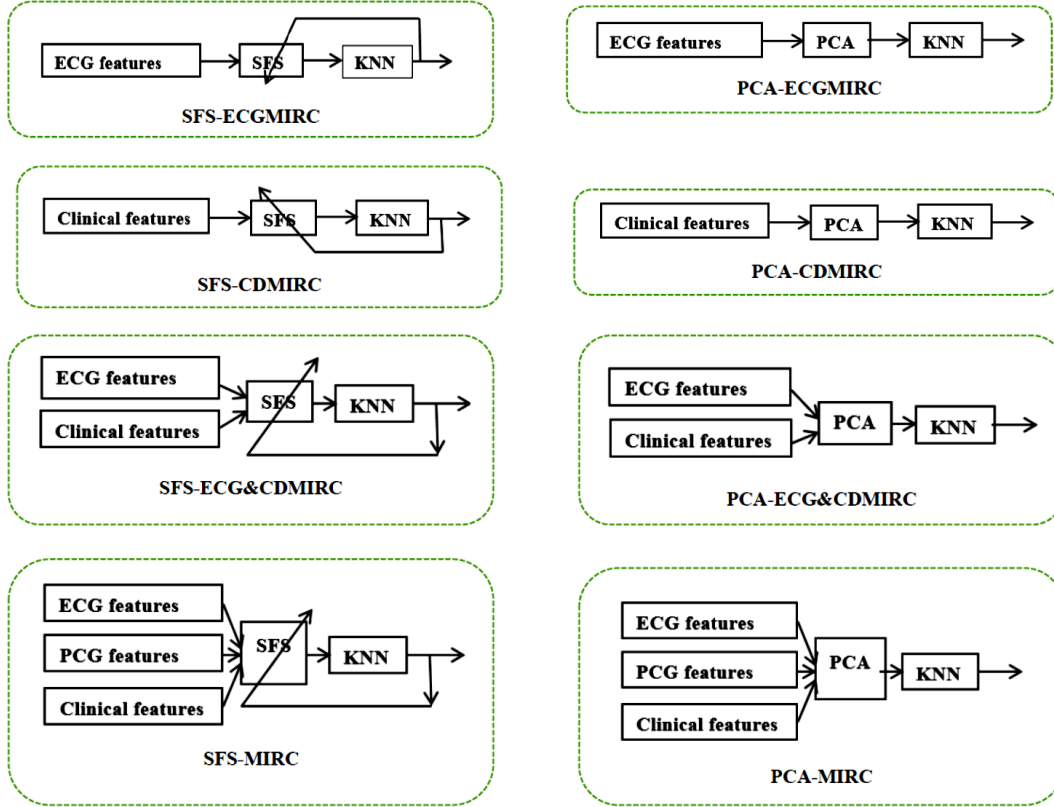 ECG features
SFS
KNN
SFS-ECGMIRC
ECG features
PCA
KNN
PCA-ECGMIRC
Clinical features
SFS
KNN
SFS-CDMIRC
Clinical features
PCA
KNN
PCA-CDMIRC
ECG features
Clinical features
SFS
KNN
SFS-ECG&CDMIRC
ECG features
Clinical features
PCA
KNN
PCA-ECG&CDMIRC
ECG features
PCG features
Clinical features
SFS
KNN
SFS-MIRC
ECG features
PCG features
Clinical features
PCA
KNN
PCA-MIRC